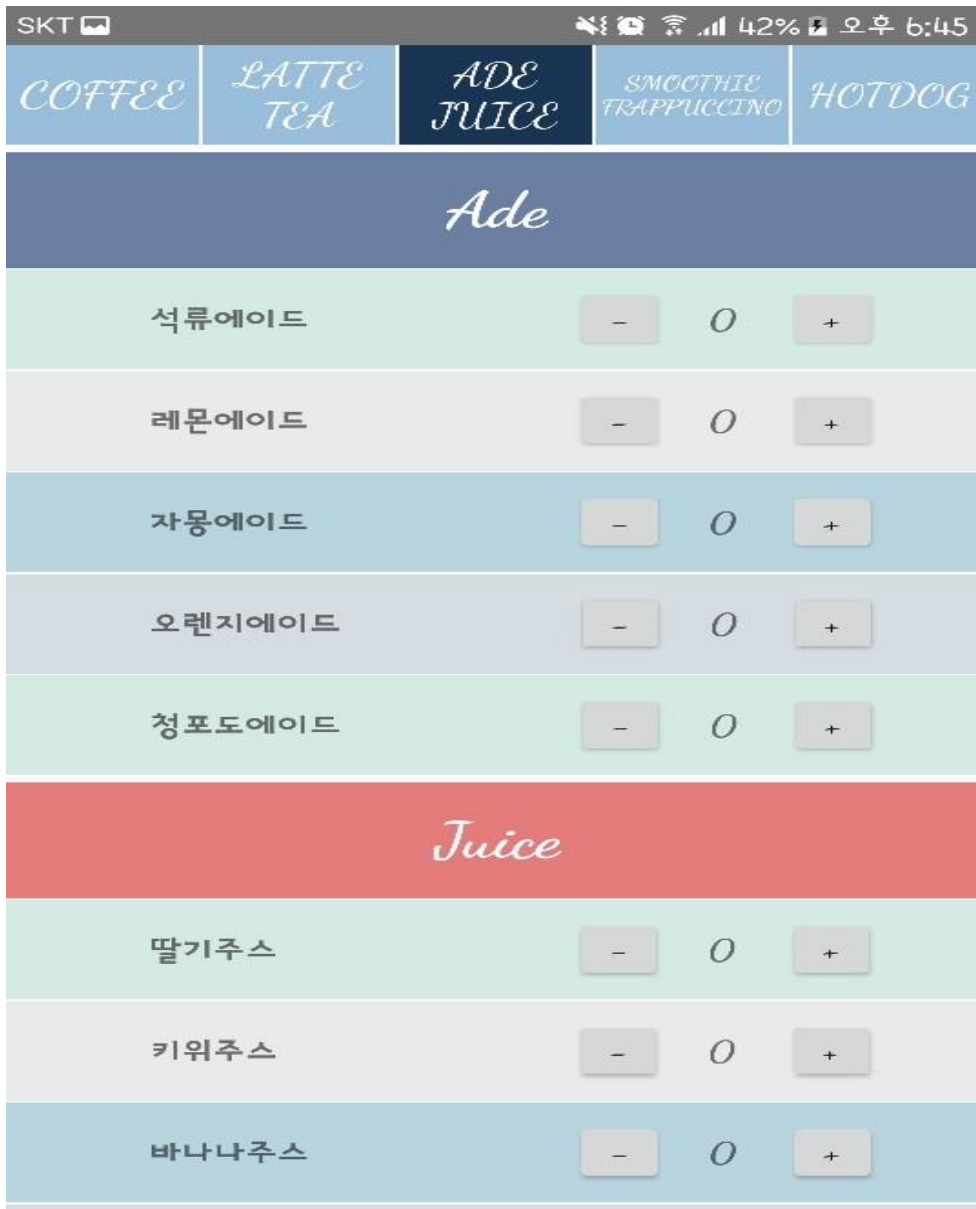 SKT 42% 오후 6:45
COFFEE
LATTE
TEA
ADE
JUICE
SMOOTHIE
FRAPPUCCINO
HOTDOG
Ade
석류에이드 - 0 +
레몬에이드 - 0 +
자몽에이드 - 0 +
오렌지에이드 - 0 +
청포도에이드 - 0 +
Juice
딸기주스 - 0 +
키위주스 - 0 +
바나나주스 - 0 +